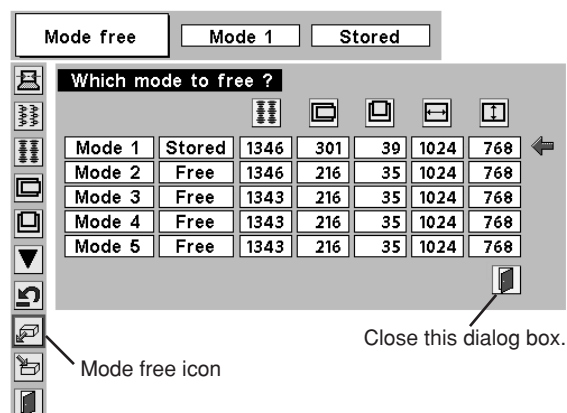 Mode free Mode 1 Stored
Which mode to free ?
Mode 1 Stored 1346 301 39 1024 768
Mode 2 Free 1346 216 35 1024 768
Mode 3 Free 1343 216 35 1024 768
Mode 4 Free 1343 216 35 1024 768
Mode 5 Free 1343 216 35 1024 768
Close this dialog box.
Mode free icon